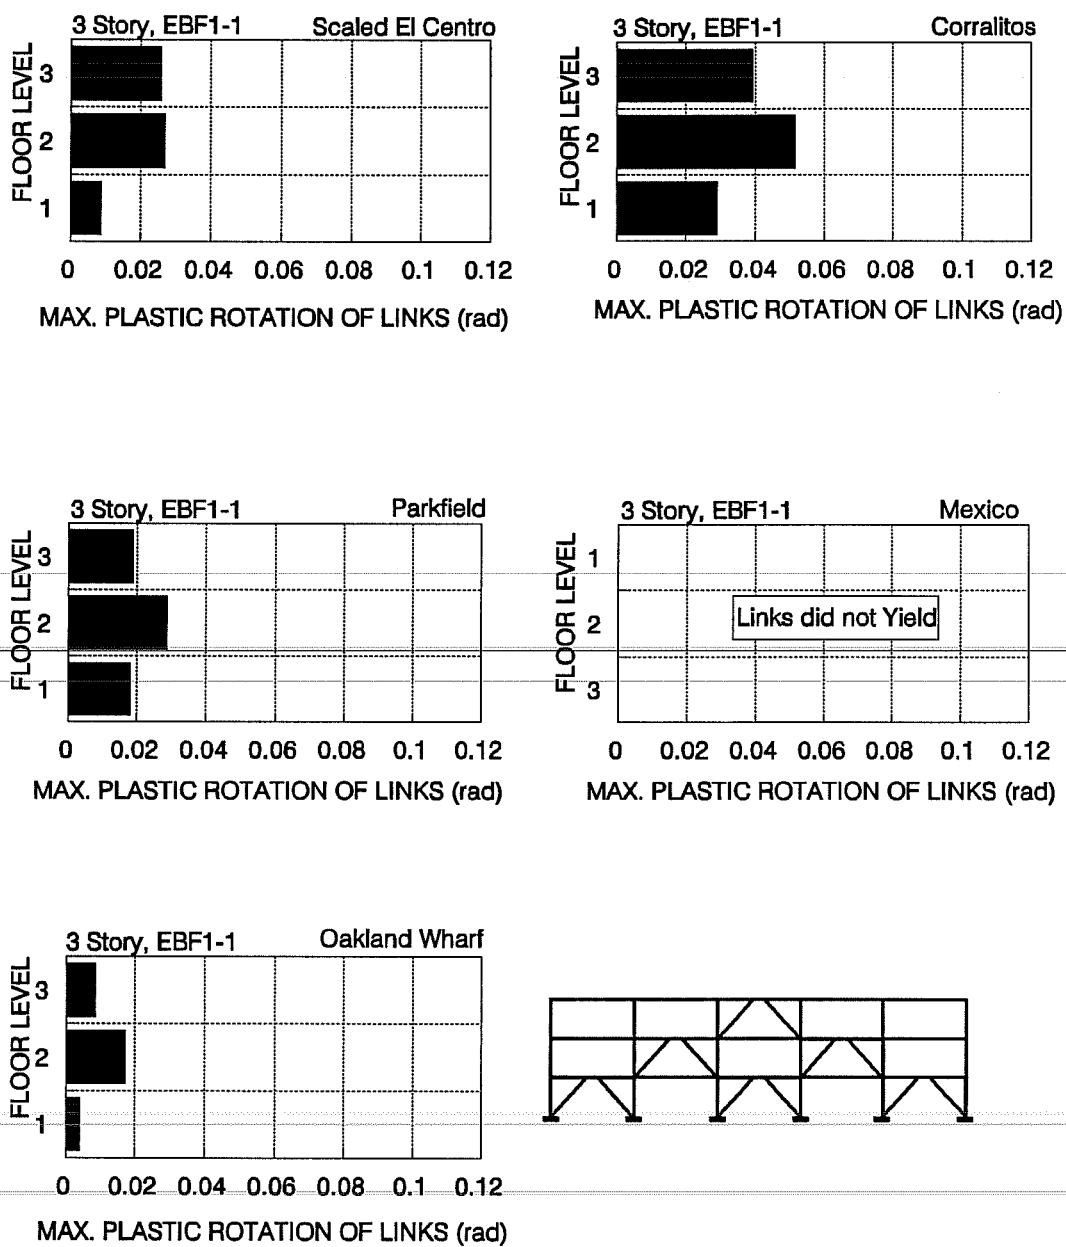 3 Story, EBF1-1 Scaled El Centro
FLOOR LEVEL
3
2
1
0 0.02 0.04 0.06 0.08 0.1 0.12
MAX. PLASTIC ROTATION OF LINKS (rad)
3 Story, EBF1-1 Corralitos
FLOOR LEVEL
3
2
1
0 0.02 0.04 0.06 0.08 0.1 0.12
MAX. PLASTIC ROTATION OF LINKS (rad)
3 Story, EBF1-1 Parkfield
FLOOR LEVEL
3
2
1
0 0.02 0.04 0.06 0.08 0.1 0.12
MAX. PLASTIC ROTATION OF LINKS (rad)
3 Story, EBF1-1 Mexico
FLOOR LEVEL
1
2
3
Links did not Yield
0 0.02 0.04 0.06 0.08 0.1 0.12
MAX. PLASTIC ROTATION OF LINKS (rad)
3 Story, EBF1-1 Oakland Wharf
FLOOR LEVEL
3
2
1
0 0.02 0.04 0.06 0.08 0.1 0.12
MAX. PLASTIC ROTATION OF LINKS (rad)